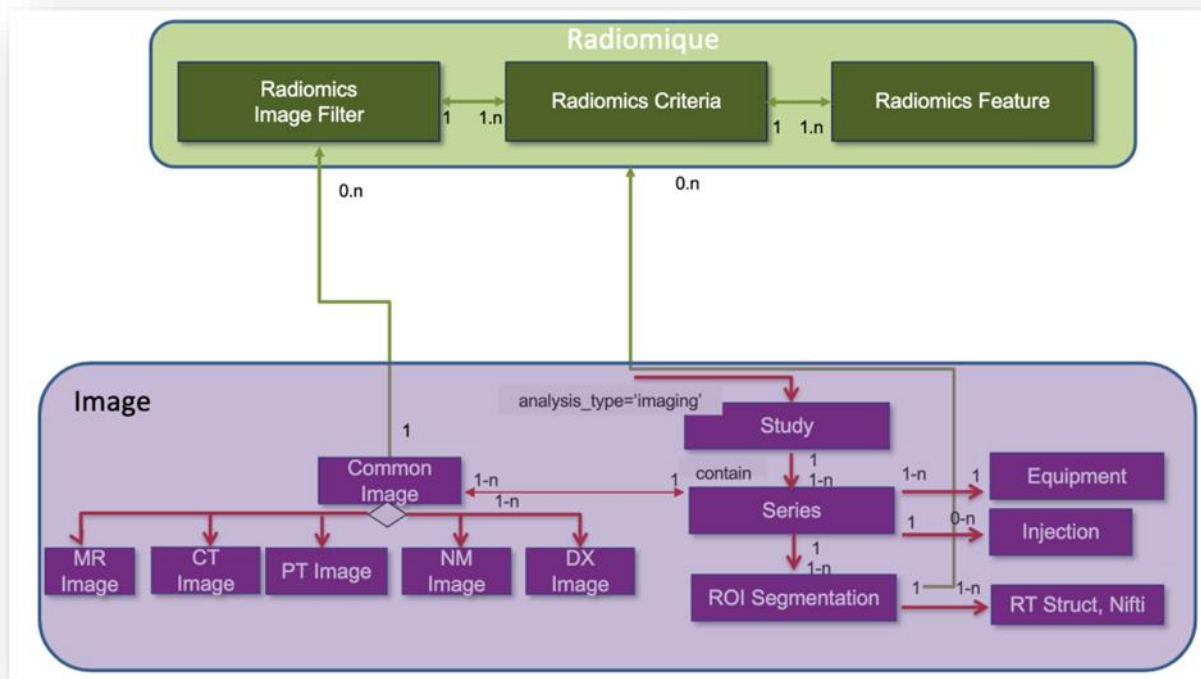 Radiomique
Radiomics
Image Filter
1
1.n
Radiomics Criteria
1
1.n
Radiomics Feature
0.n
0.n
Image
analysis_type='imaging'
Study
1
1
1-n
contain
Common
Image
1-n
1-n
1
Series
1-n
1
Equipment
1
0-n
Injection
MR
Image
CT
Image
PT Image
NM
Image
DX
Image
1
1-n
ROI Segmentation
1
1-n
RT Struct, Nifti